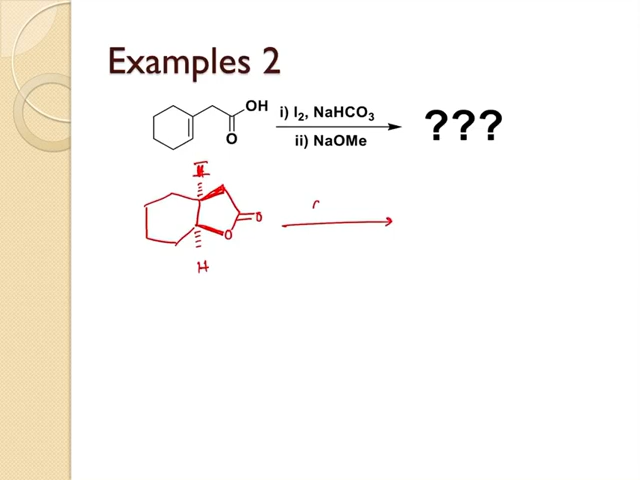 Examples 2
OH
i) I2, NaHCO3
O
ii) NaOMe
???
I
O
O
H